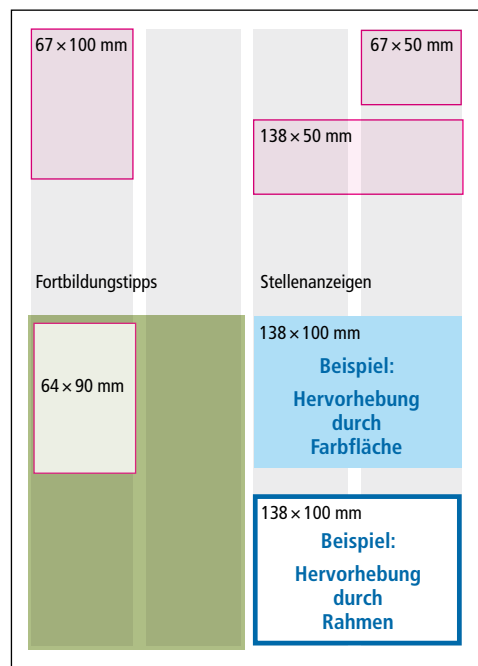 67 × 100 mm
67 × 50 mm
138 × 50 mm
Fortbildungstipps
Stellenanzeigen
64 × 90 mm
138 × 100 mm
Beispiel:
Hervorhebung
durch
Farbfläche
138 × 100 mm
Beispiel:
Hervorhebung
durch
Rahmen